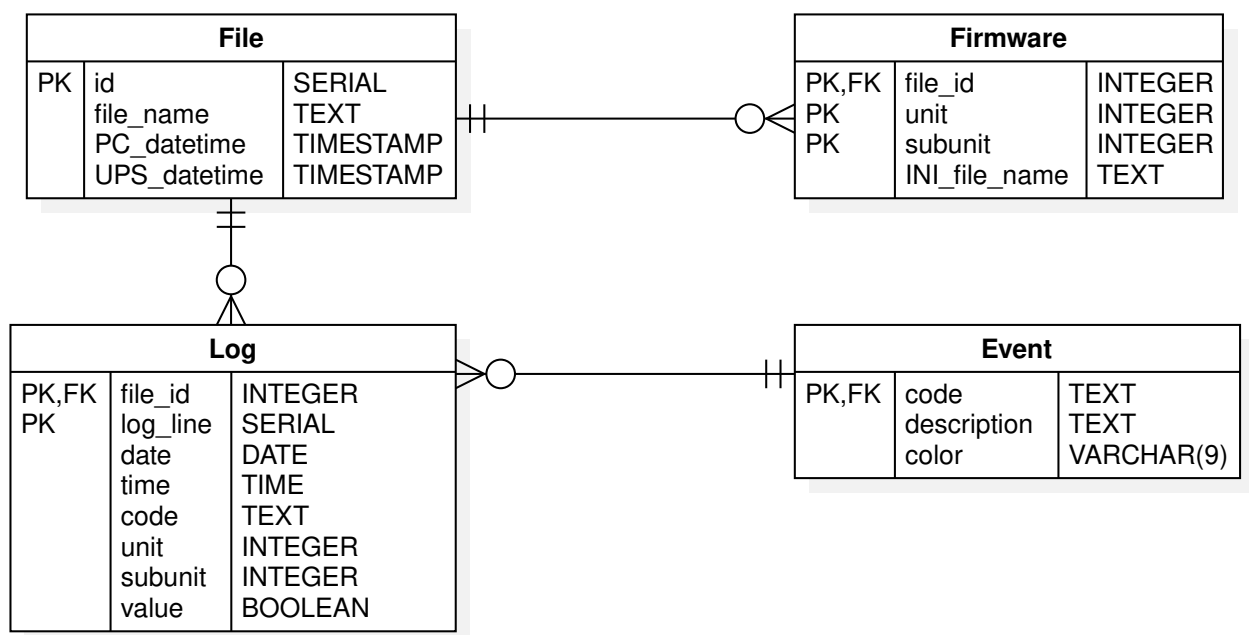 File
PK id SERIAL
file_name TEXT
PC_datetime TIMESTAMP
UPS_datetime TIMESTAMP
Firmware
PK,FK file_id INTEGER
PK unit INTEGER
PK subunit INTEGER
INI_file_name TEXT
Log
PK,FK file_id INTEGER
PK log_line SERIAL
date DATE
time TIME
code TEXT
unit INTEGER
subunit INTEGER
value BOOLEAN
Event
PK,FK code TEXT
description TEXT
color VARCHAR(9)